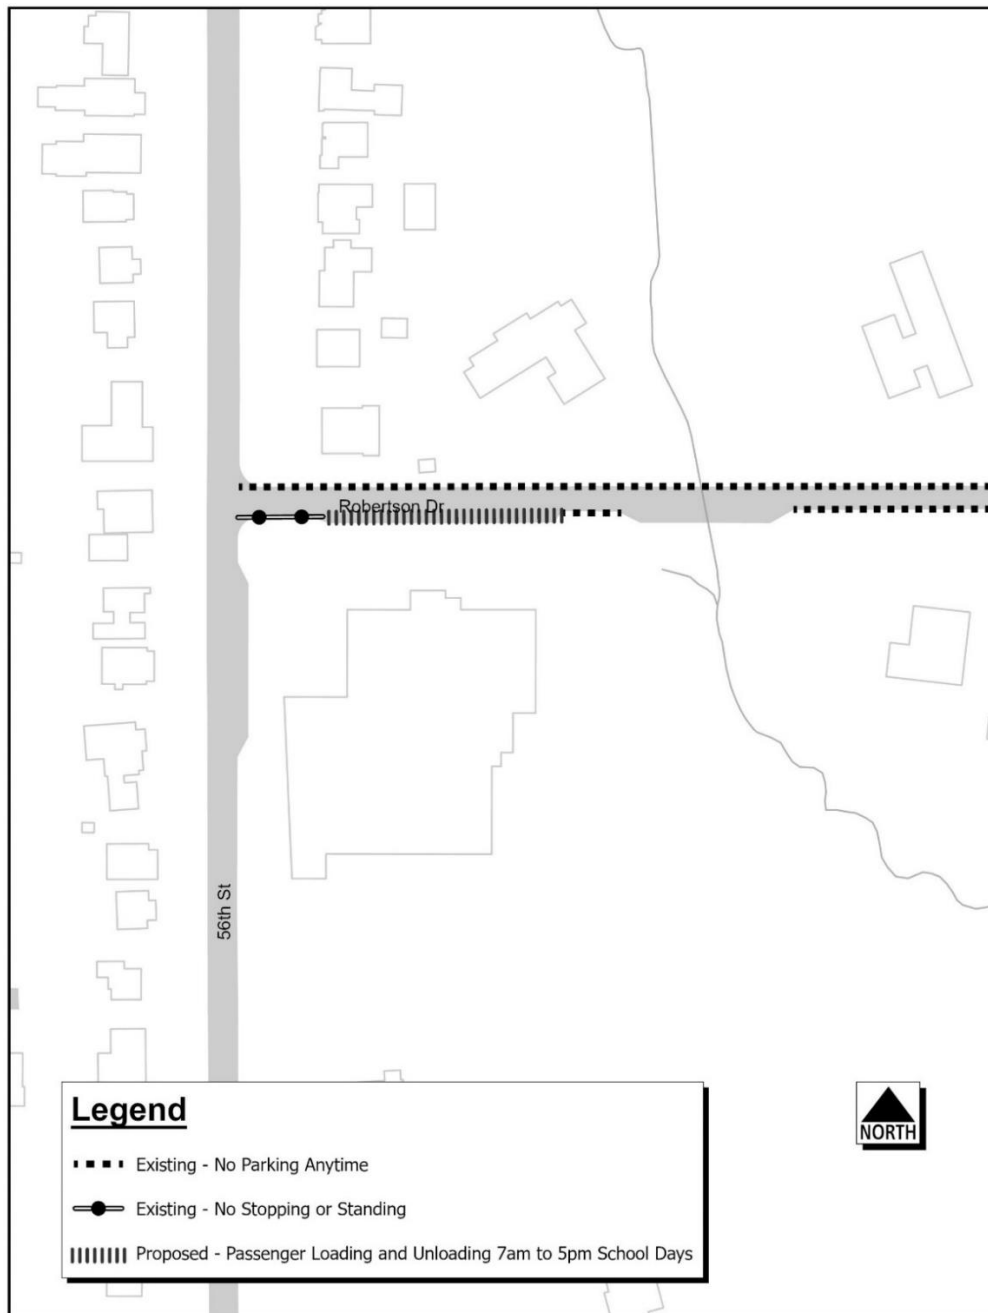 Robertson Dr
56th St
Legend
Existing - No Parking Anytime
Existing - No Stopping or Standing
Proposed - Passenger Loading and Unloading 7am to 5pm School Days
NORTH